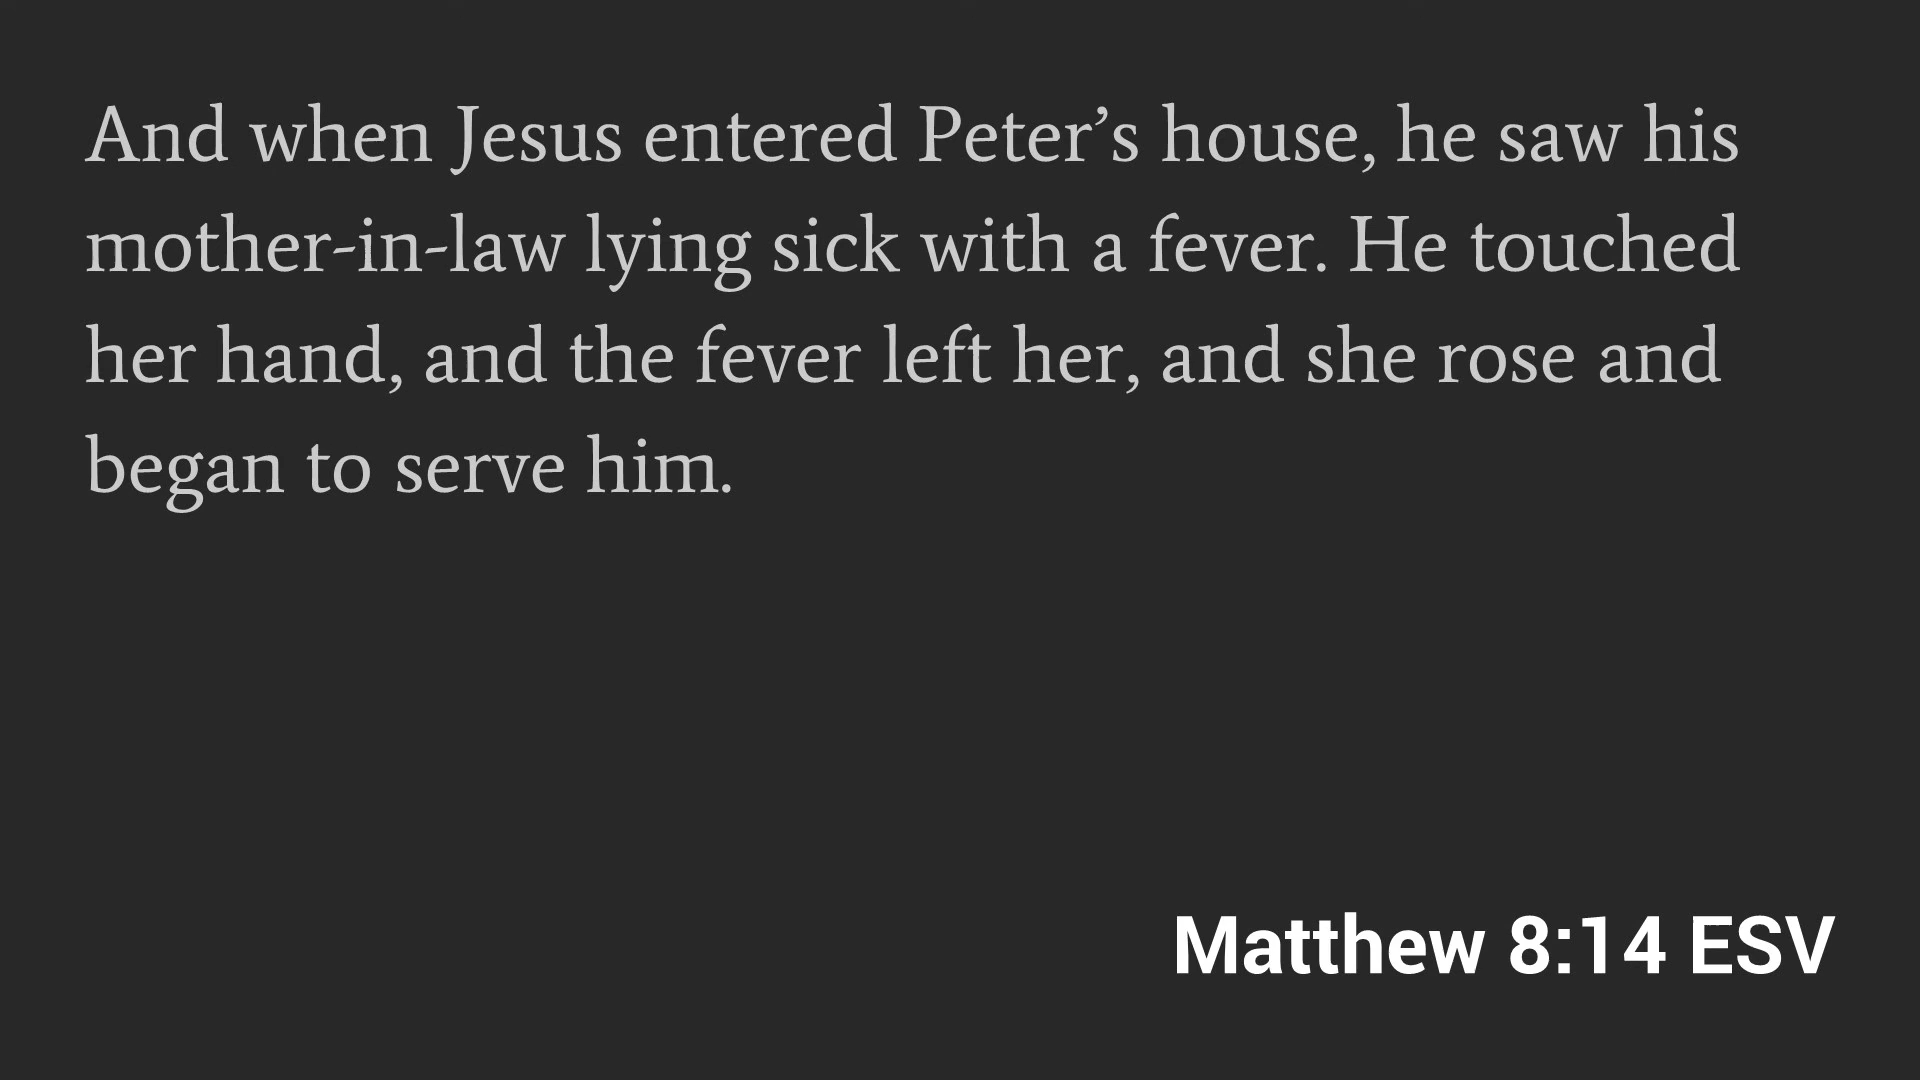 And when Jesus entered Peter’s house, he saw his
mother-in-law lying sick with a fever. He touched
her hand, and the fever left her, and she rose and
began to serve him.
Matthew 8:14 ESV